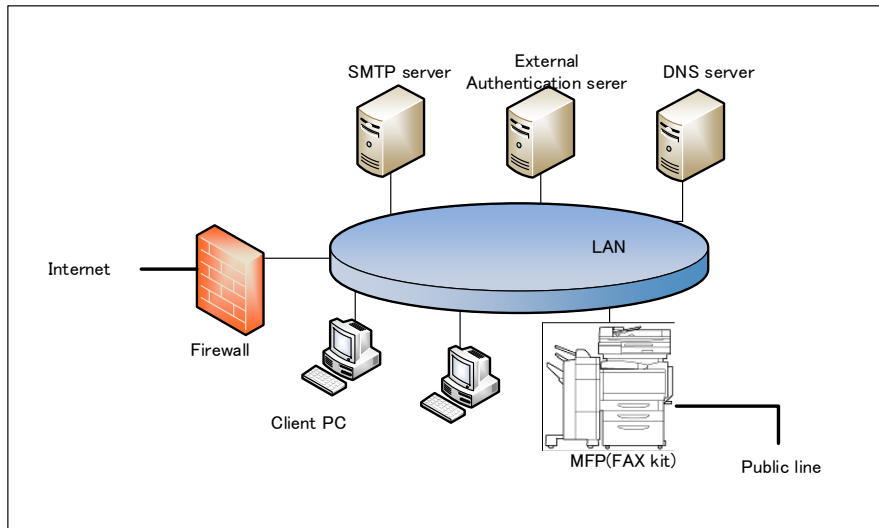 SMTP server
External
Authentication serer
DNS server
LAN
Internet
Firewall
Client PC
MFP(FAX kit)
Public line